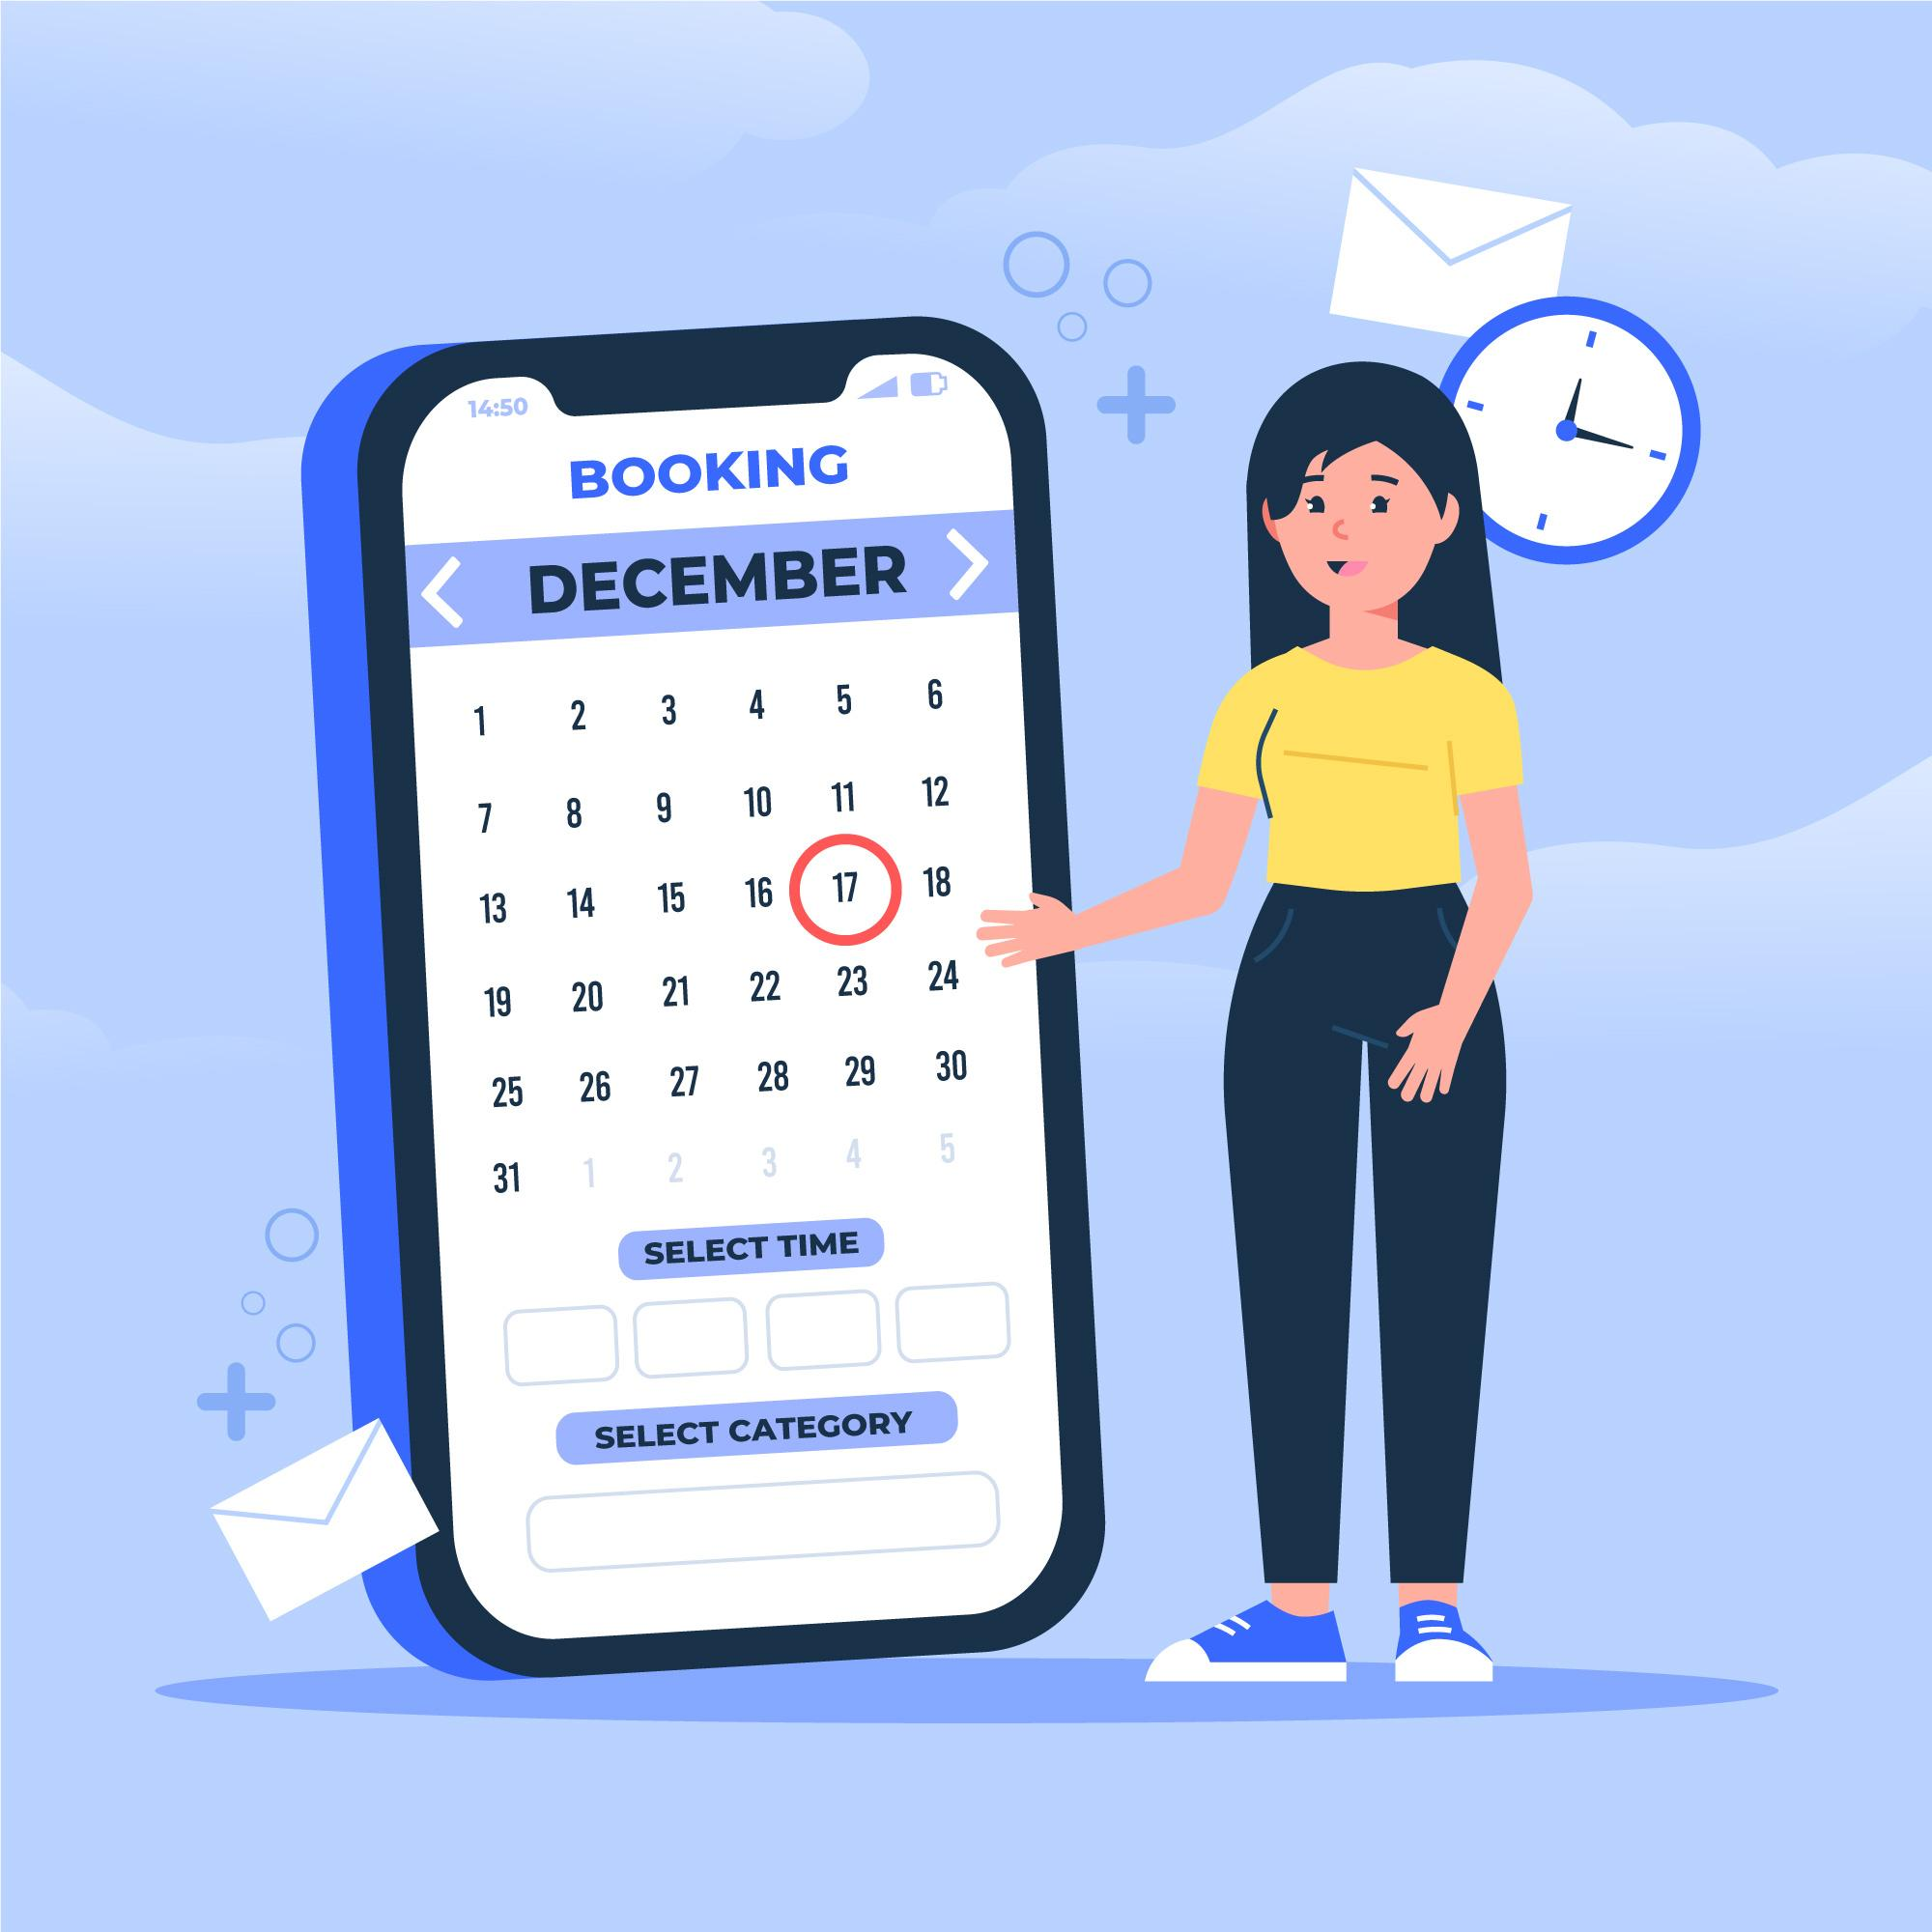 14:50
BOOKING
DECEMBER
1 2 3 4 5 6
7 8 9 10 11 12
13 14 15 16 17 18
19 20 21 22 23 24
25 26 27 28 29 30
31 1 2 3 4 5
SELECT TIME
SELECT CATEGORY